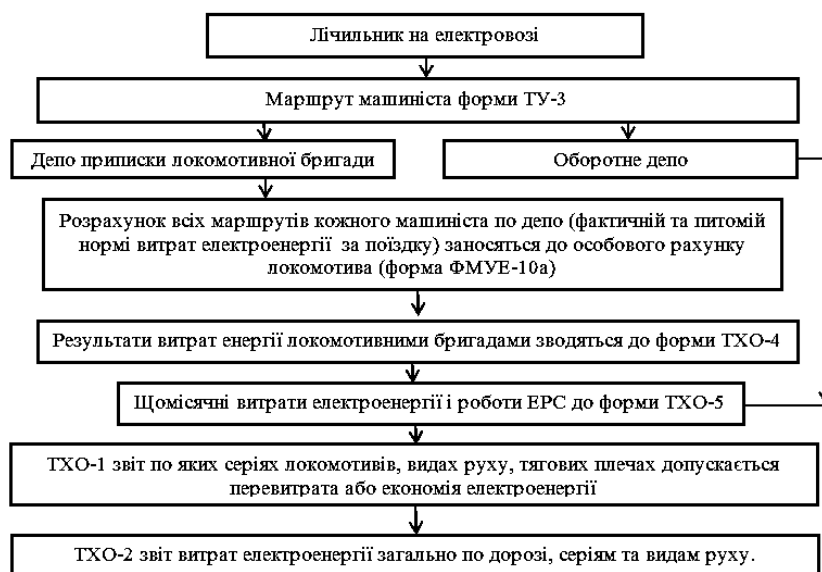 Лічильник на електровозі
Маршрут машиніста форми ТУ-3
Депо приписки локомотивної бригади
Оборотне депо
Розрахунок всіх маршрутів кожного машиніста по депо (фактичній та питомій
нормі витрат електроенергії за поїздку) заносяться до особового рахунку
локомотива (форма ФМУЕ-10а)
Результати витрат енергії локомотивними бригадами зводяться до форми ТХО-4
Щомісячні витрати електроенергії і роботи ЕРС до форми ТХО-5
ТХО-1 звіт по яких серіях локомотивів, видах руху, тягових плечах допускається
перевитрата або економія електроенергії
ТХО-2 звіт витрат електроенергії загально по дорозі, серіям та видам руху.